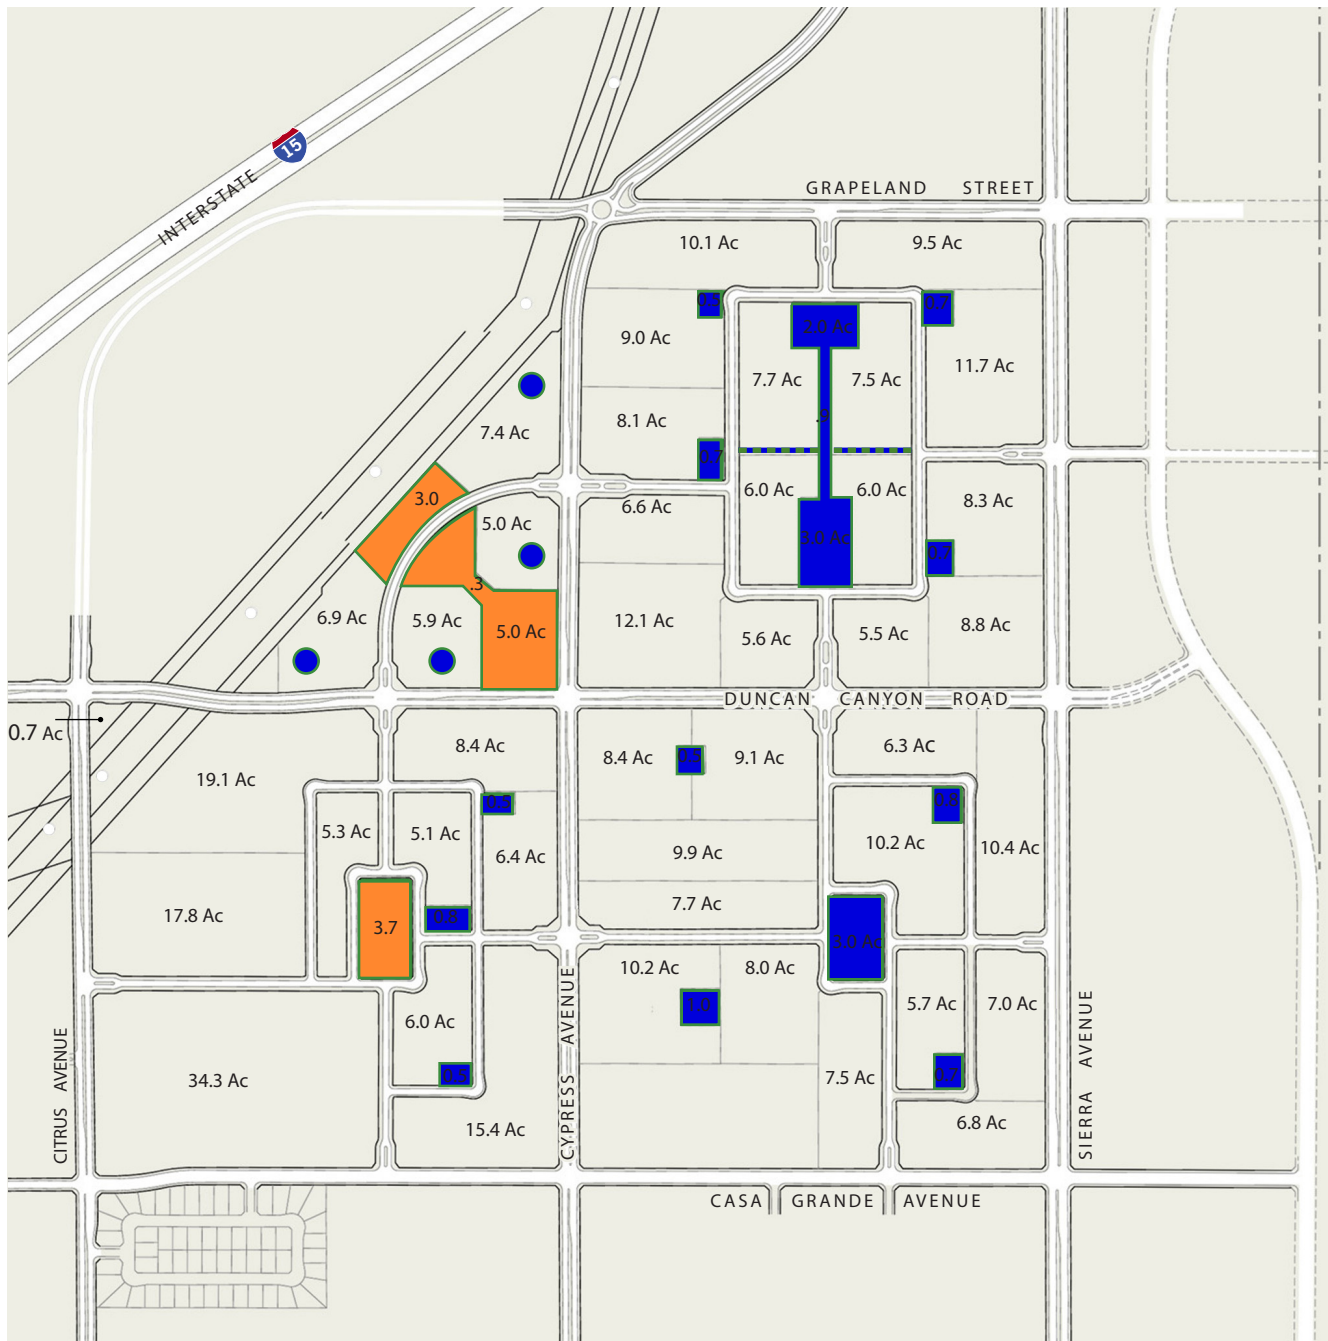 15
INTERSTATE
GRAPELAND STREET
10.1 Ac
9.5 Ac
0.5
0.7
2.0 Ac
9.0 Ac
11.7 Ac
7.7 Ac
7.5 Ac
8.1 Ac
7.4 Ac
0.7
6.0 Ac
6.0 Ac
3.0
8.3 Ac
6.6 Ac
5.0 Ac
3.0 Ac
0.7
.3
6.9 Ac
5.9 Ac
5.0 Ac
12.1 Ac
5.6 Ac
5.5 Ac
8.8 Ac
DUNCAN CANYON ROAD
0.7 Ac
8.4 Ac
8.4 Ac
9.1 Ac
6.3 Ac
19.1 Ac
5.3 Ac
5.1 Ac
6.4 Ac
10.2 Ac
10.4 Ac
9.9 Ac
7.7 Ac
17.8 Ac
3.7
3.0 Ac
10.2 Ac
8.0 Ac
1.0
5.7 Ac
7.0 Ac
6.0 Ac
34.3 Ac
7.5 Ac
0.7
15.4 Ac
6.8 Ac
CITRUS AVENUE
CYPRESS AVENUE
SIERRA AVENUE
CASA GRANDE AVENUE